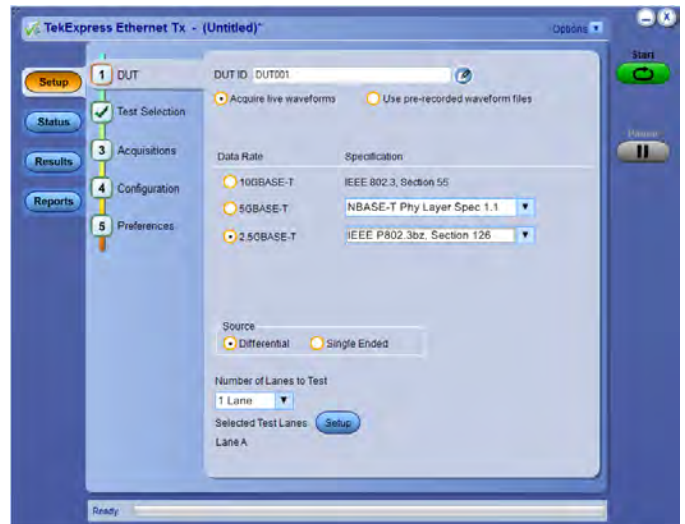 TekExpress Ethernet Tx - (Untitled)*
Options
Start
Setup
Status
Results
Reports
Pause
1 DUT
Test Selection
3 Acquisitions
4 Configuration
5 Preferences
DUT ID DUT001
Acquire live waveforms
Use pre-recorded waveform files
Data Rate Specification
10GBASE-T IEEE 802.3, Section 55
5GBASE-T NBASE-T Phy Layer Spec 1.1
2.5GBASE-T IEEE P802.3bz, Section 126
Source
Differential Single Ended
Number of Lanes to Test
1 Lane
Selected Test Lanes Setup
Lane A
Ready